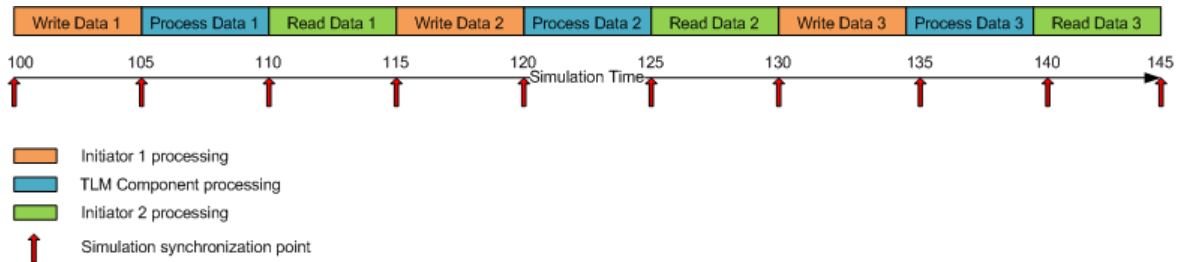 Write Data 1 Process Data 1 Read Data 1 Write Data 2 Process Data 2 Read Data 2 Write Data 3 Process Data 3 Read Data 3
100 105 110 115 120 125 130 135 140 145
Simulation Time
Initiator 1 processing
TLM Component processing
Initiator 2 processing
Simulation synchronization point